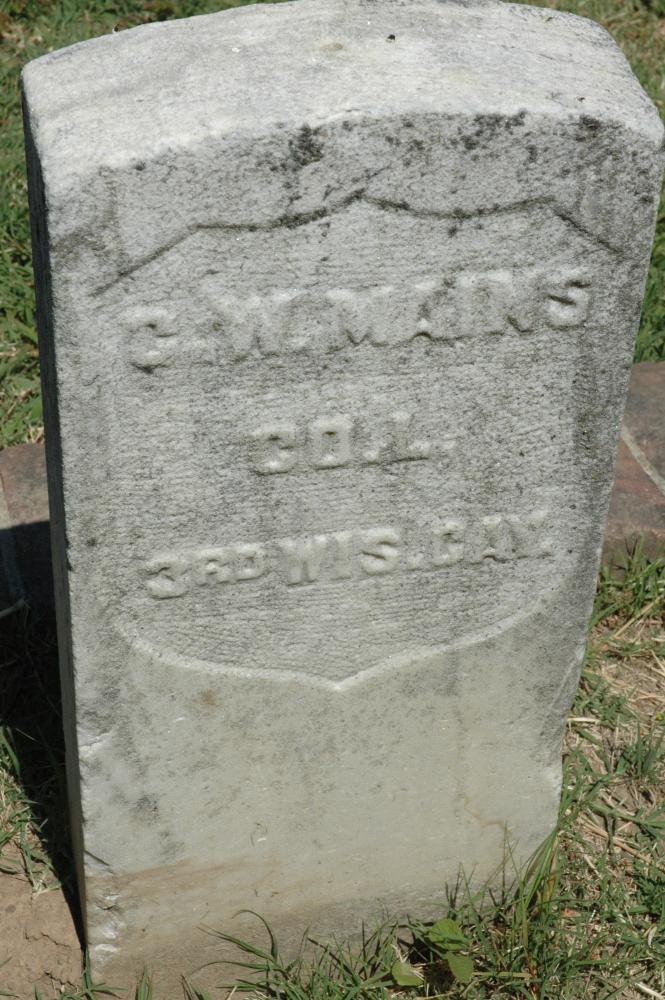 C. W. MAINS
CO. L.
3RD WIS. CAV.